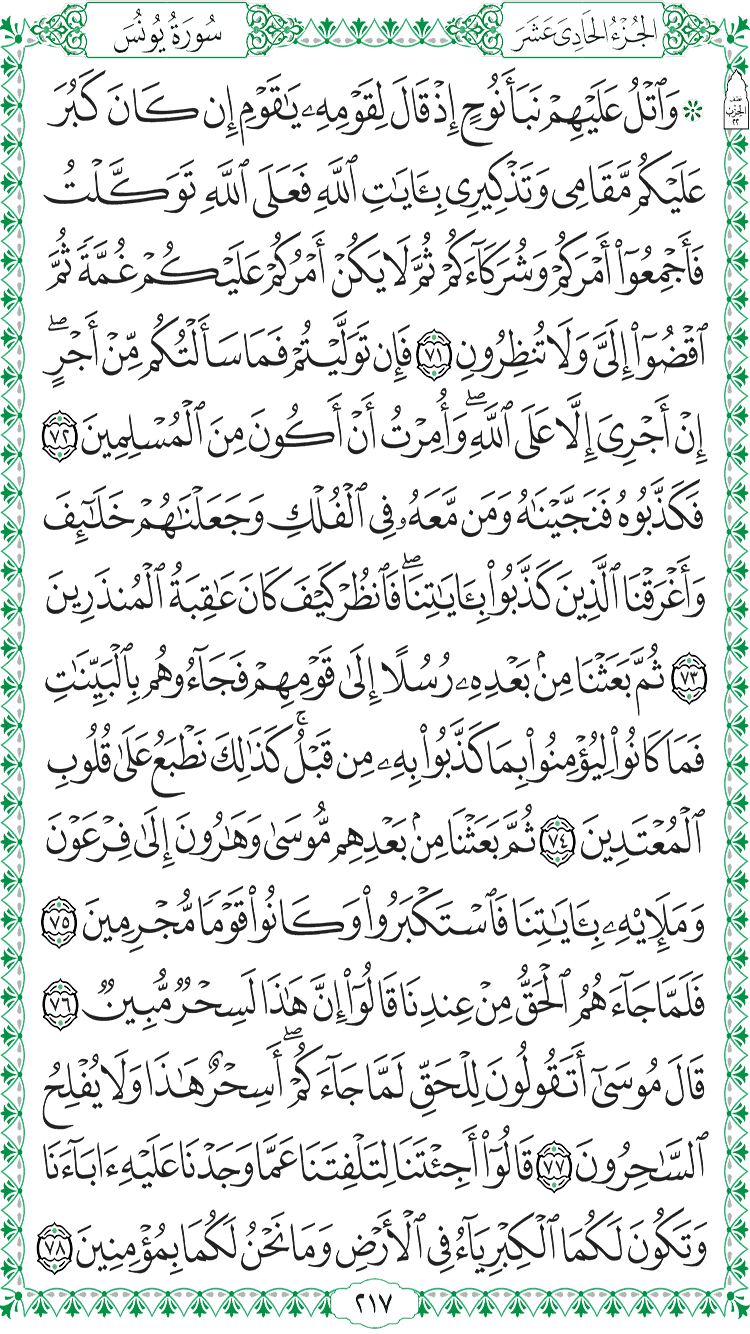 الجُزْءُ الحَادِىَ عَشَرَ
سُورَةُ يُونُسَ
۞ وَٱتۡلُ عَلَيۡهِمۡ نَبَأَ نُوحٍ إِذۡ قَالَ لِقَوۡمِهِۦ يَٰقَوۡمِ إِن كَانَ كَبُرَ
عَلَيۡكُم مَّقَامِى وَتَذۡكِيرِى بِـَٔايَٰتِ ٱللَّهِ فَعَلَى ٱللَّهِ تَوَكَّلۡتُ
فَأَجۡمِعُوٓاْ أَمۡرَكُمۡ وَشُرَكَآءَكُمۡ ثُمَّ لَا يَكُنۡ أَمۡرُكُمۡ عَلَيۡكُمۡ غُمَّةٗ ثُمَّ
ٱقۡضُوٓاْ إِلَىَّ وَلَا تُنظِرُونِ ٧١ فَإِن تَوَلَّيۡتُمۡ فَمَا سَأَلۡتُكُم مِّنۡ أَجۡرٍۖ
إِنۡ أَجۡرِىَ إِلَّا عَلَى ٱللَّهِۖ وَأُمِرۡتُ أَنۡ أَكُونَ مِنَ ٱلۡمُسۡلِمِينَ ٧٢
فَكَذَّبُوهُ فَنَجَّيۡنَٰهُ وَمَن مَّعَهُۥ فِى ٱلۡفُلۡكِ وَجَعَلۡنَٰهُمۡ خَلَٰٓئِفَ
وَأَغۡرَقۡنَا ٱلَّذِينَ كَذَّبُواْ بِـَٔايَٰتِنَاۖ فَٱنظُرۡ كَيۡفَ كَانَ عَٰقِبَةُ ٱلۡمُنذَرِينَ
٧٣ ثُمَّ بَعَثۡنَا مِنۢ بَعۡدِهِۦ رُسُلًا إِلَىٰ قَوۡمِهِمۡ فَجَآءُوهُم بِٱلۡبَيِّنَٰتِ
فَمَا كَانُواْ لِيُؤۡمِنُواْ بِمَا كَذَّبُواْ بِهِۦ مِن قَبۡلُۚ كَذَٰلِكَ نَطۡبَعُ عَلَىٰ قُلُوبِ
ٱلۡمُعۡتَدِينَ ٧٤ ثُمَّ بَعَثۡنَا مِنۢ بَعۡدِهِم مُّوسَىٰ وَهَٰرُونَ إِلَىٰ فِرۡعَوۡنَ
وَمَلَإِيْهِۦ بِـَٔايَٰتِنَا فَٱسۡتَكۡبَرُواْ وَكَانُواْ قَوۡمٗا مُّجۡرِمِينَ ٧٥
فَلَمَّا جَآءَهُمُ ٱلۡحَقُّ مِنۡ عِندِنَا قَالُوٓاْ إِنَّ هَٰذَا لَسِحۡرٞ مُّبِينٞ ٧٦
قَالَ مُوسَىٰٓ أَتَقُولُونَ لِلۡحَقِّ لَمَّا جَآءَكُمۡۖ أَسِحۡرٌ هَٰذَا وَلَا يُفۡلِحُ
ٱلسَّٰحِرُونَ ٧٧ قَالُوٓاْ أَجِئۡتَنَا لِتَلۡفِتَنَا عَمَّا وَجَدۡنَا عَلَيۡهِ ءَابَآءَنَا
وَتَكُونَ لَكُمَا ٱلۡكِبۡرِيَآءُ فِى ٱلۡأَرۡضِ وَمَا نَحۡنُ لَكُمَا بِمُؤۡمِنِينَ ٧٨
٢١٧